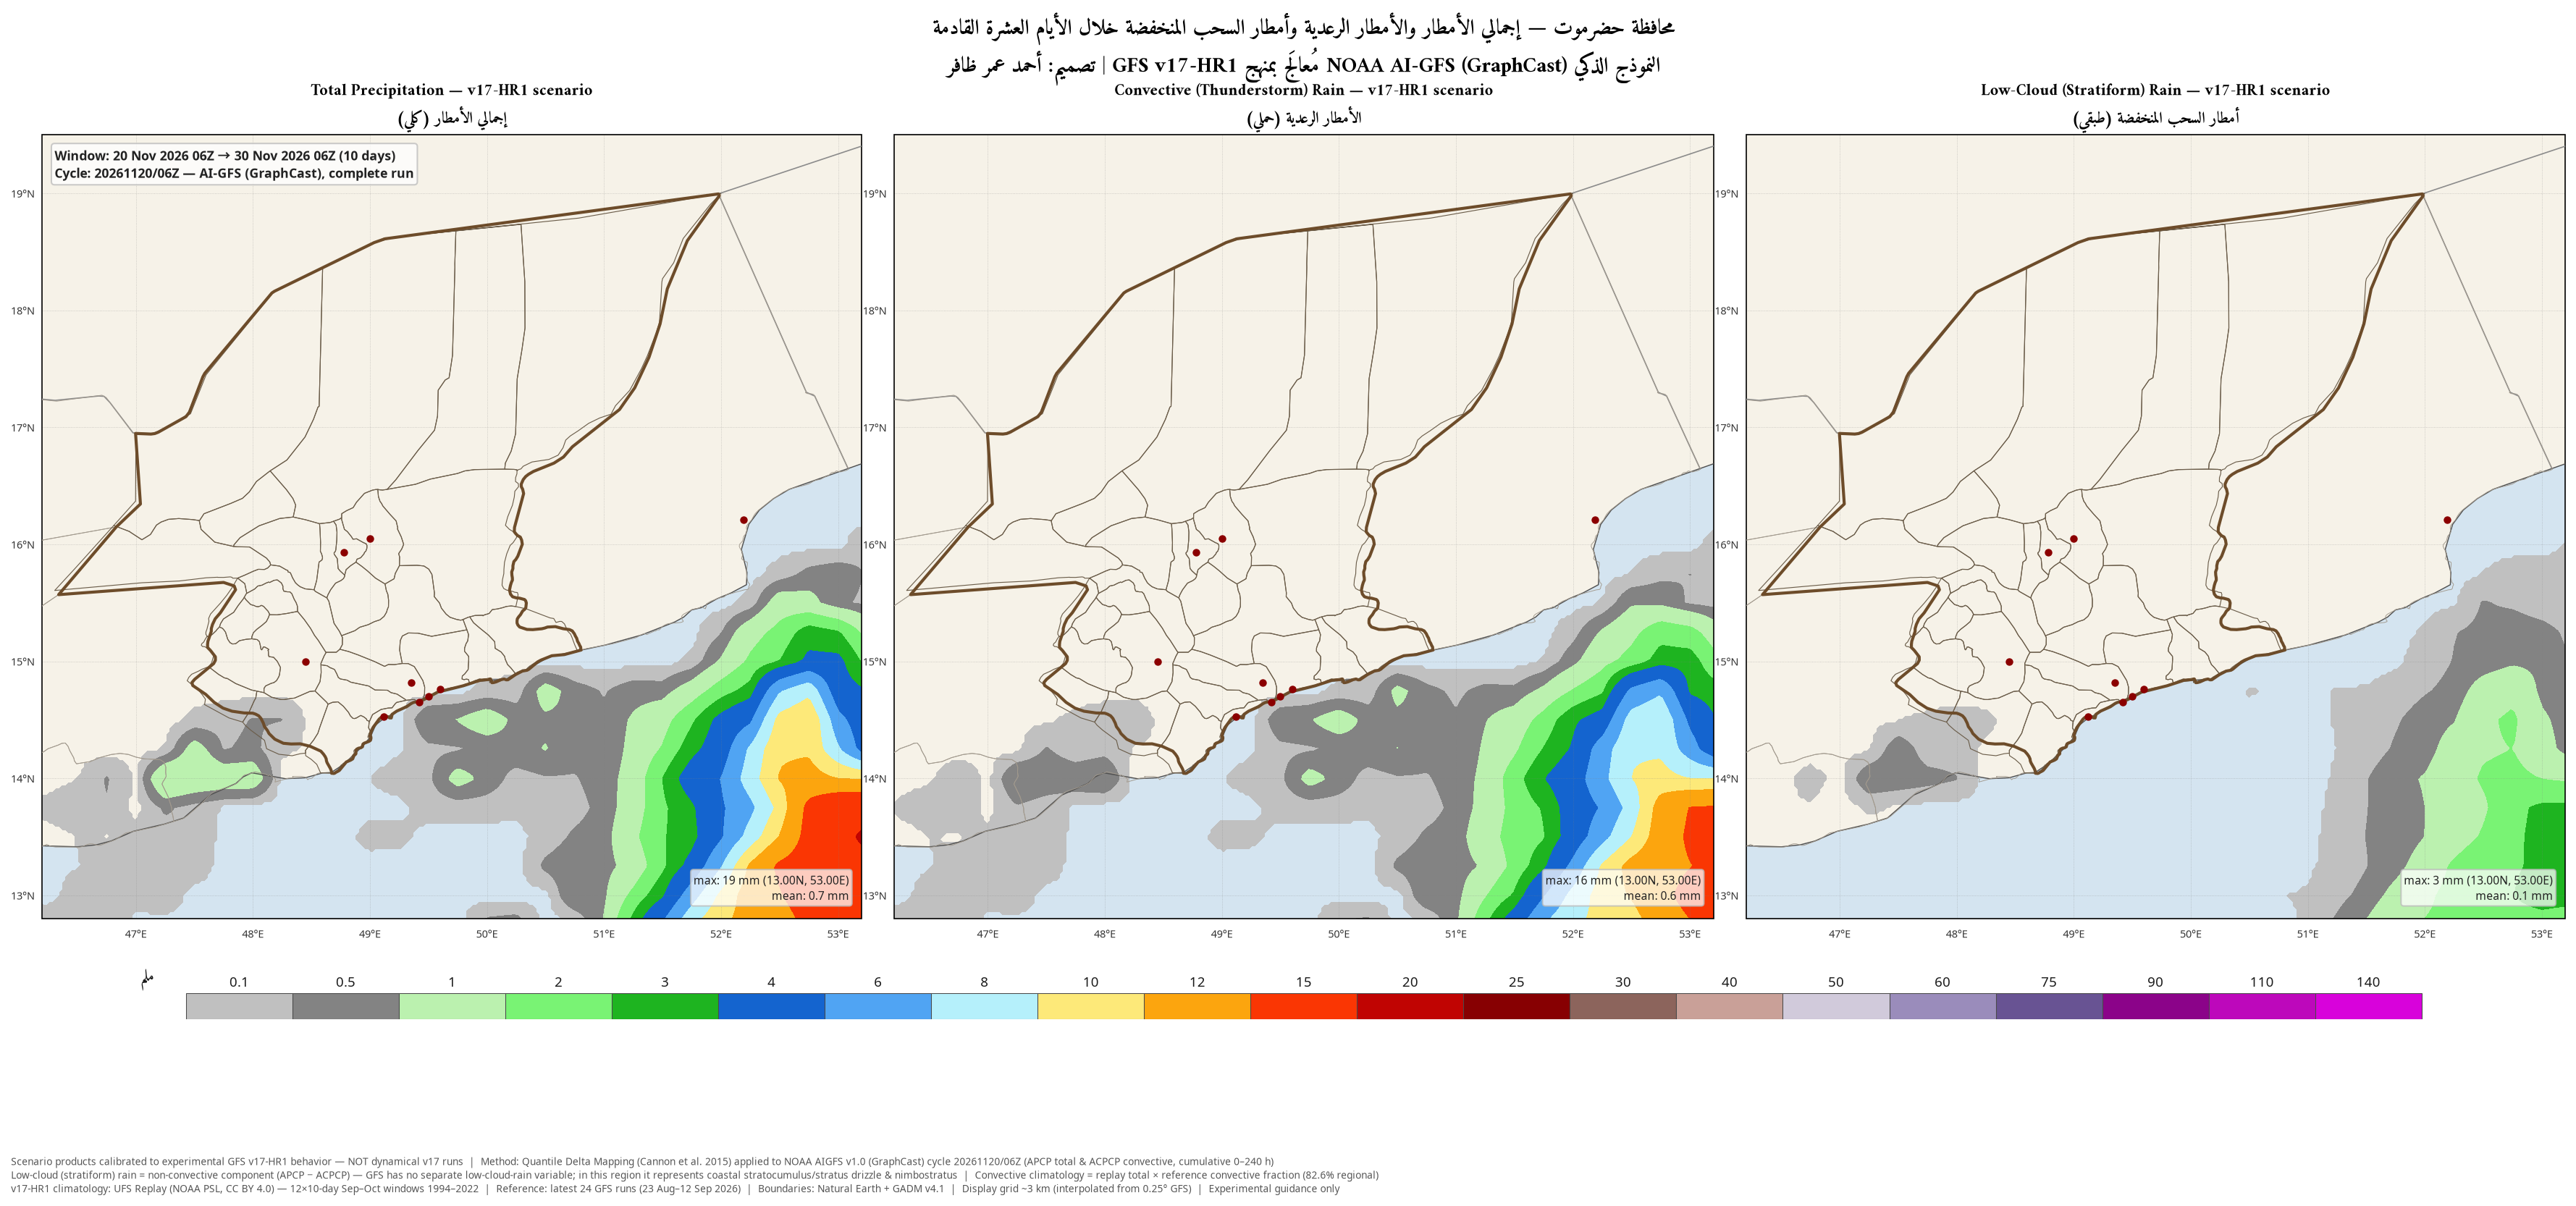 محافظة حضرموت — إجمالي الأمطار والأمطار الرعدية وأمطار السحب المنخفضة خلال الأيام العشرة القادمة
النموذج الذكي NOAA AI-GFS (GraphCast) مُعالَج بمنهج GFS v17-HR1 | تصميم: أحمد عمر ظافر
Total Precipitation — v17-HR1 scenario
إجمالي الأمطار (كلي)
Convective (Thunderstorm) Rain — v17-HR1 scenario
الأمطار الرعدية (حملي)
Low-Cloud (Stratiform) Rain — v17-HR1 scenario
أمطار السحب المنخفضة (طبقي)
Window: 20 Nov 2026 06Z → 30 Nov 2026 06Z (10 days)
Cycle: 20261120/06Z — AI-GFS (GraphCast), complete run
19°N
18°N
17°N
16°N
15°N
14°N
13°N
47°E 48°E 49°E 50°E 51°E 52°E 53°E
max: 19 mm (13.00N, 53.00E)
mean: 0.7 mm
19°N
18°N
17°N
16°N
15°N
14°N
13°N
47°E 48°E 49°E 50°E 51°E 52°E 53°E
max: 16 mm (13.00N, 53.00E)
mean: 0.6 mm
19°N
18°N
17°N
16°N
15°N
14°N
13°N
47°E 48°E 49°E 50°E 51°E 52°E 53°E
max: 3 mm (13.00N, 53.00E)
mean: 0.1 mm
ملم
0.1 0.5 1 2 3 4 6 8 10 12 15 20 25 30 40 50 60 75 90 110 140
Scenario products calibrated to experimental GFS v17-HR1 behavior — NOT dynamical v17 runs | Method: Quantile Delta Mapping (Cannon et al. 2015) applied to NOAA AIGFS v1.0 (GraphCast) cycle 20261120/06Z (APCP total & ACPCP convective, cumulative 0–240 h)
Low-cloud (stratiform) rain = non-convective component (APCP − ACPCP) — GFS has no separate low-cloud-rain variable; in this region it represents coastal stratocumulus/stratus drizzle & nimbostratus | Convective climatology = replay total × reference convective fraction (82.6% regional)
v17-HR1 climatology: UFS Replay (NOAA PSL, CC BY 4.0) — 12×10-day Sep–Oct windows 1994–2022 | Reference: latest 24 GFS runs (23 Aug–12 Sep 2026) | Boundaries: Natural Earth + GADM v4.1 | Display grid ~3 km (interpolated from 0.25° GFS) | Experimental guidance only